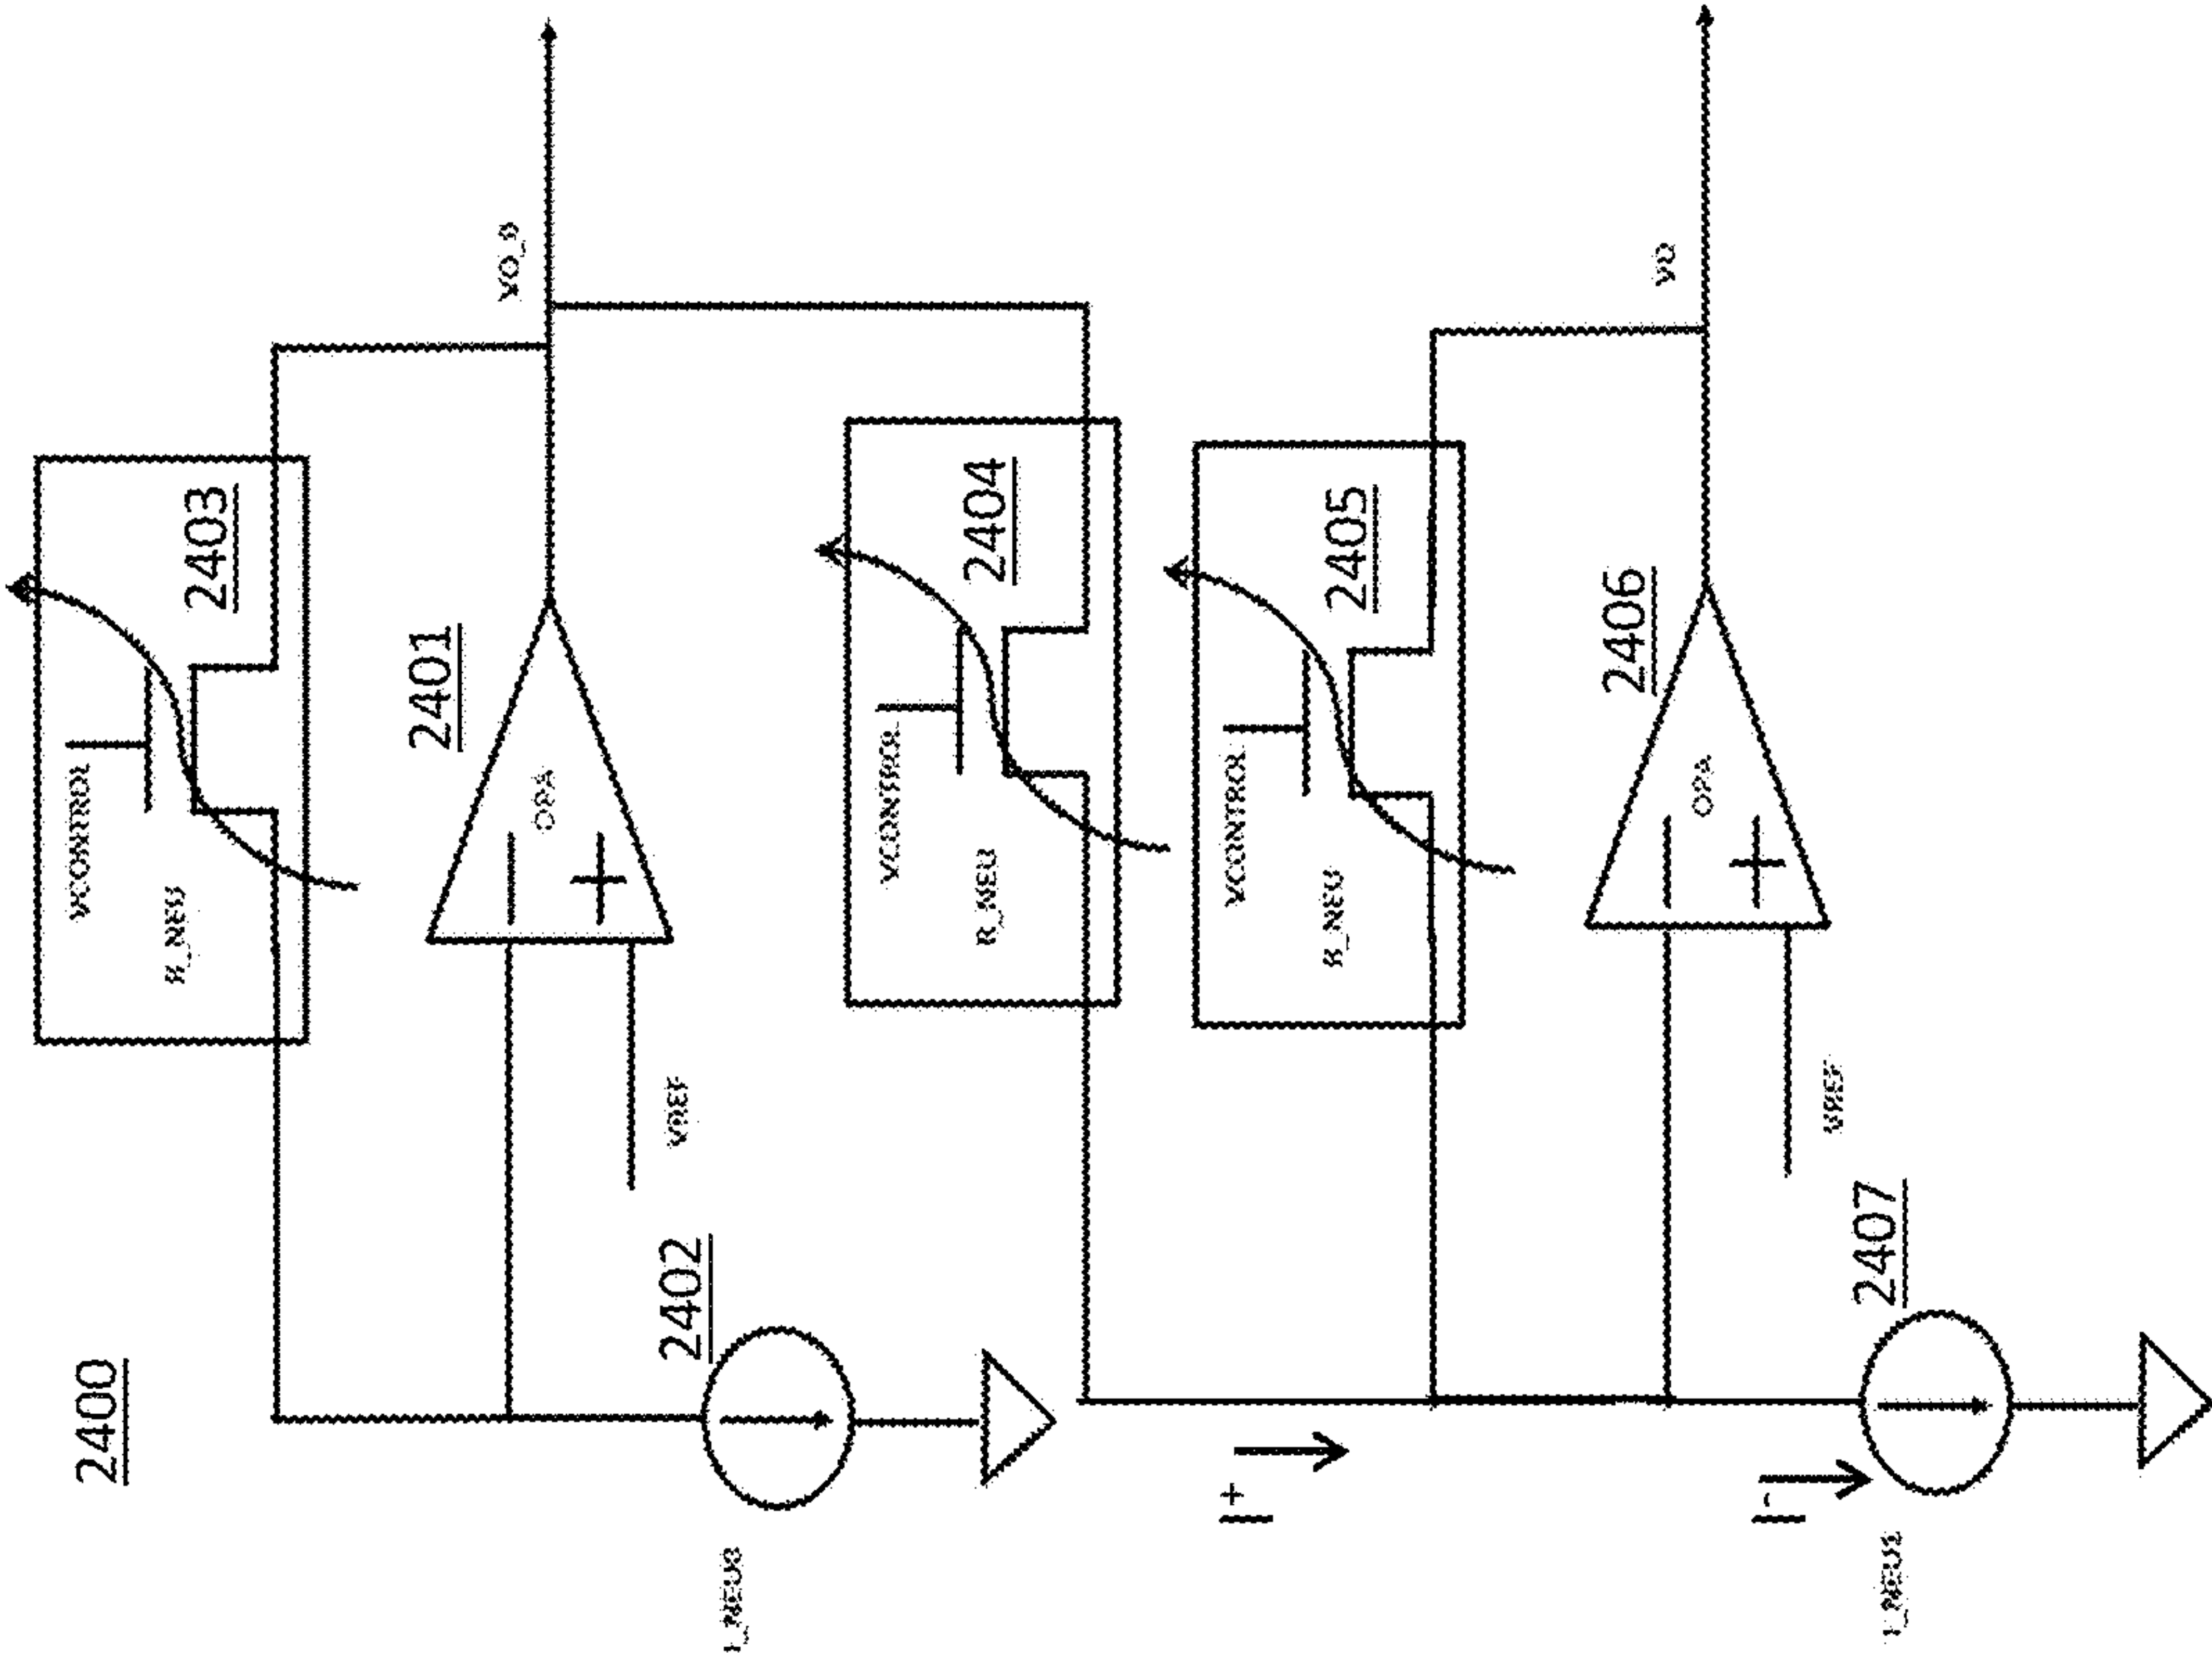 2400
VCONTROL
R_NEU
2403
2401
OPA
VO_0
VREF
2402
VCONTROL
R_NEU
2404
I+
VCONTROL
R_NEU
2405
2406
OPA
VO
VREF
2407
I-